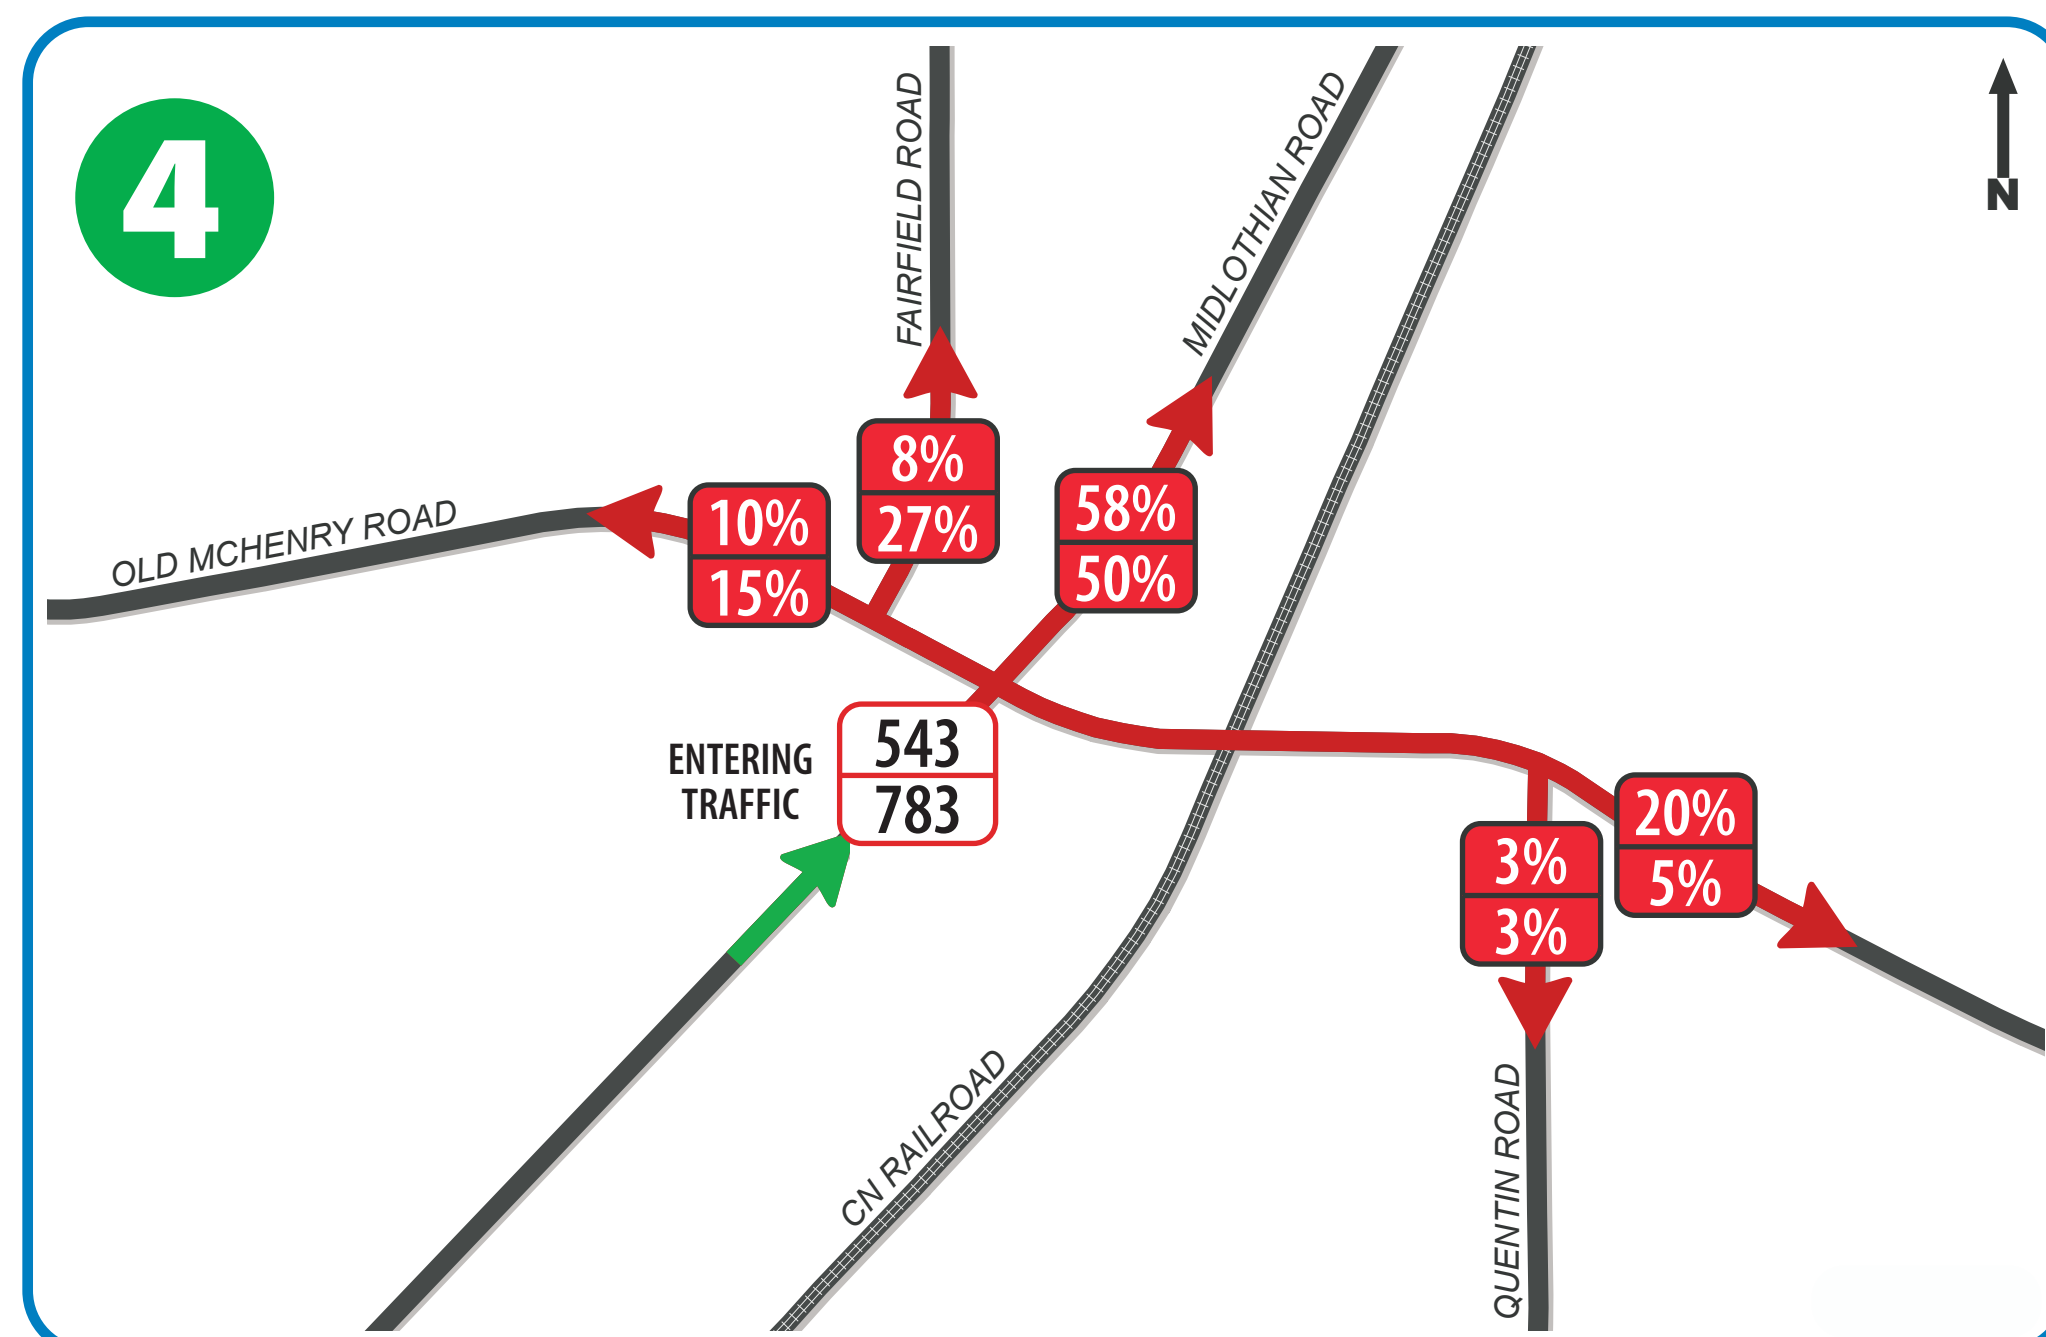 4
FAIRFIELD ROAD
MIDLOTHIAN ROAD
N
OLD MCHENRY ROAD
10%
15%
8%
27%
58%
50%
ENTERING
TRAFFIC
543
783
20%
5%
3%
3%
CN RAILROAD
QUENTIN ROAD